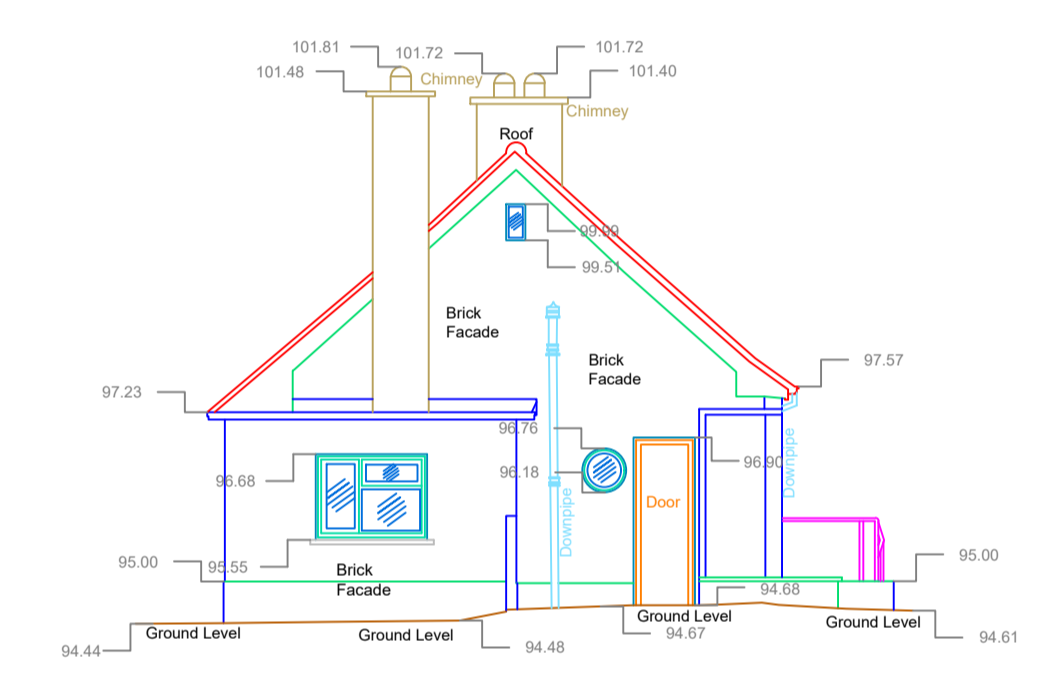 101.81
101.72
101.72
101.48
Chimney
101.40
Chimney
Roof
99.99
99.51
Brick
Facade
Brick
Facade
97.57
97.23
96.76
96.90
96.18
96.68
Downpipe
Downpipe
Door
95.00
95.55
95.00
Brick
Facade
94.68
Ground Level
Ground Level
Ground Level
Ground Level
94.44
94.48
94.67
94.61